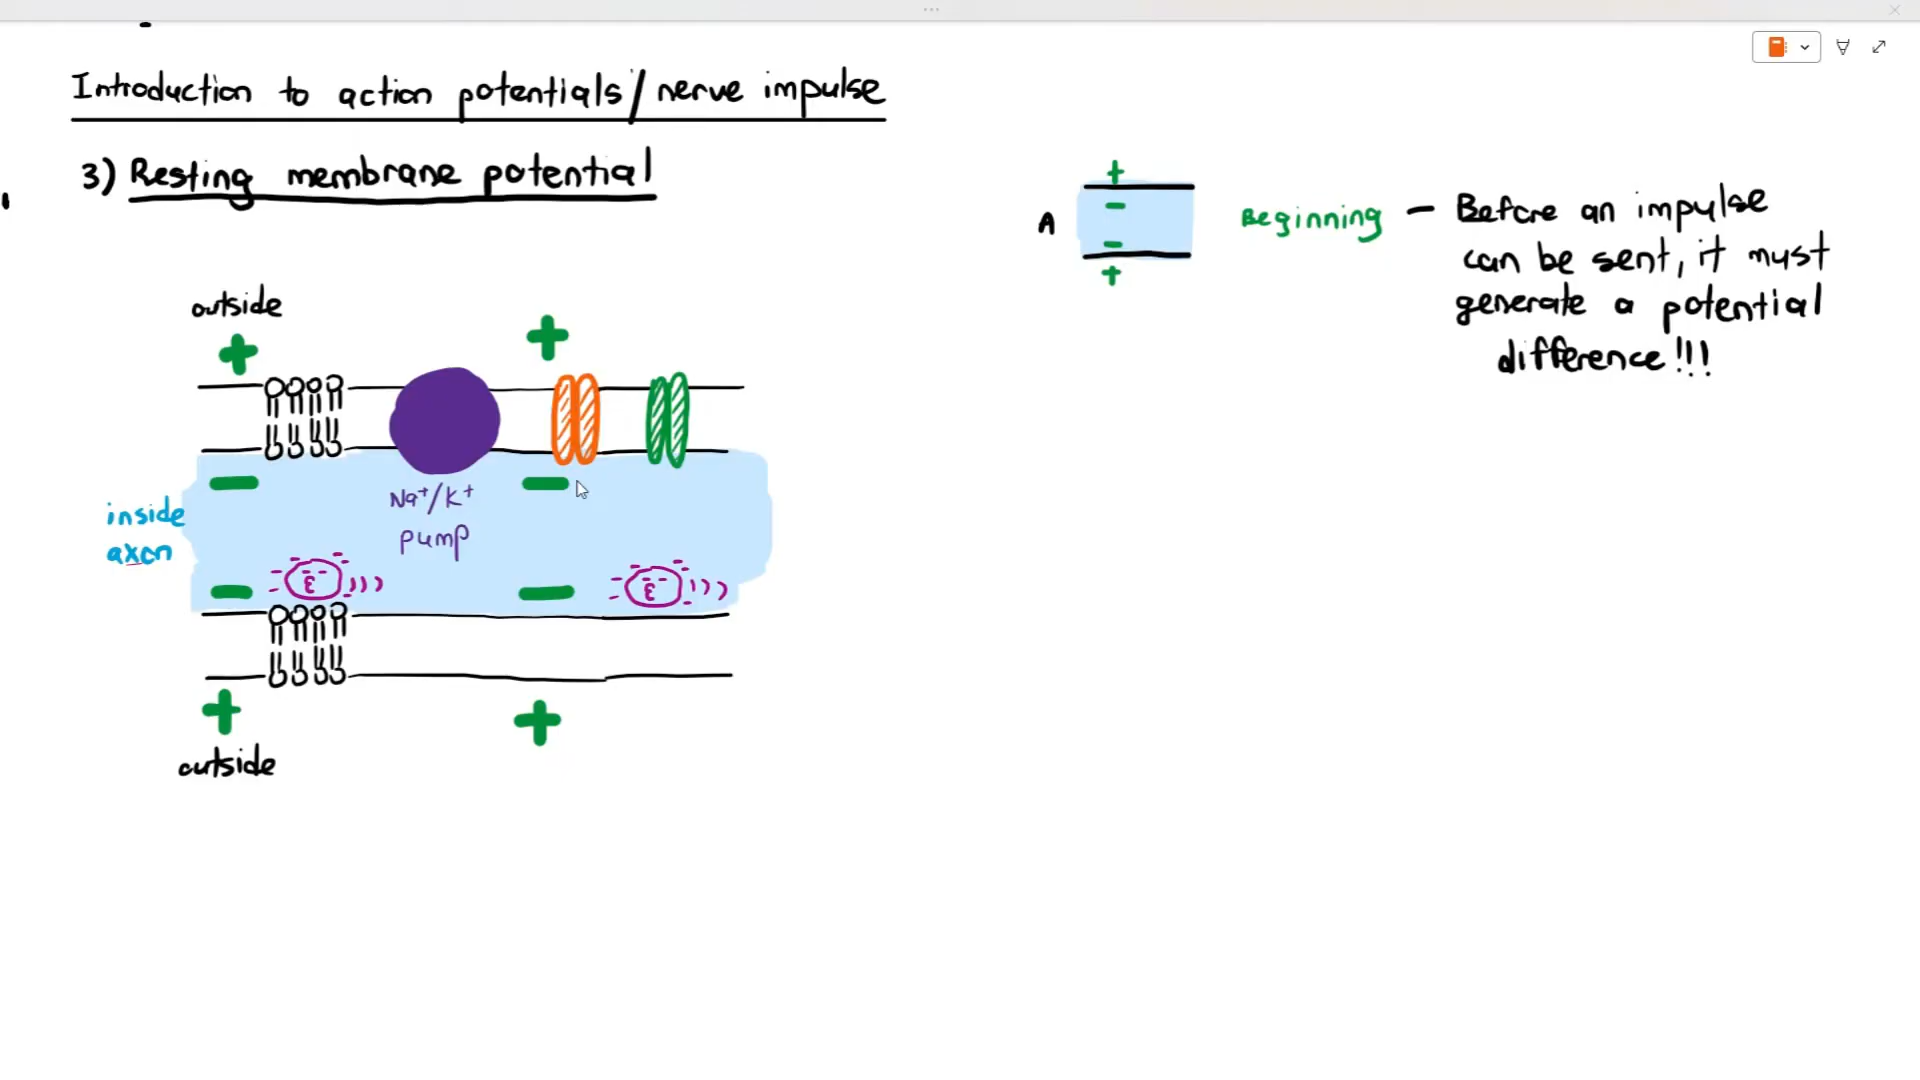 Introduction to action potentials/nerve impulse
3) Resting membrane potential
A
Beginning - Before an impulse
can be sent, it must
generate a potential
difference!!!
outside
inside
axon
Na⁺/K⁺
pump
outside